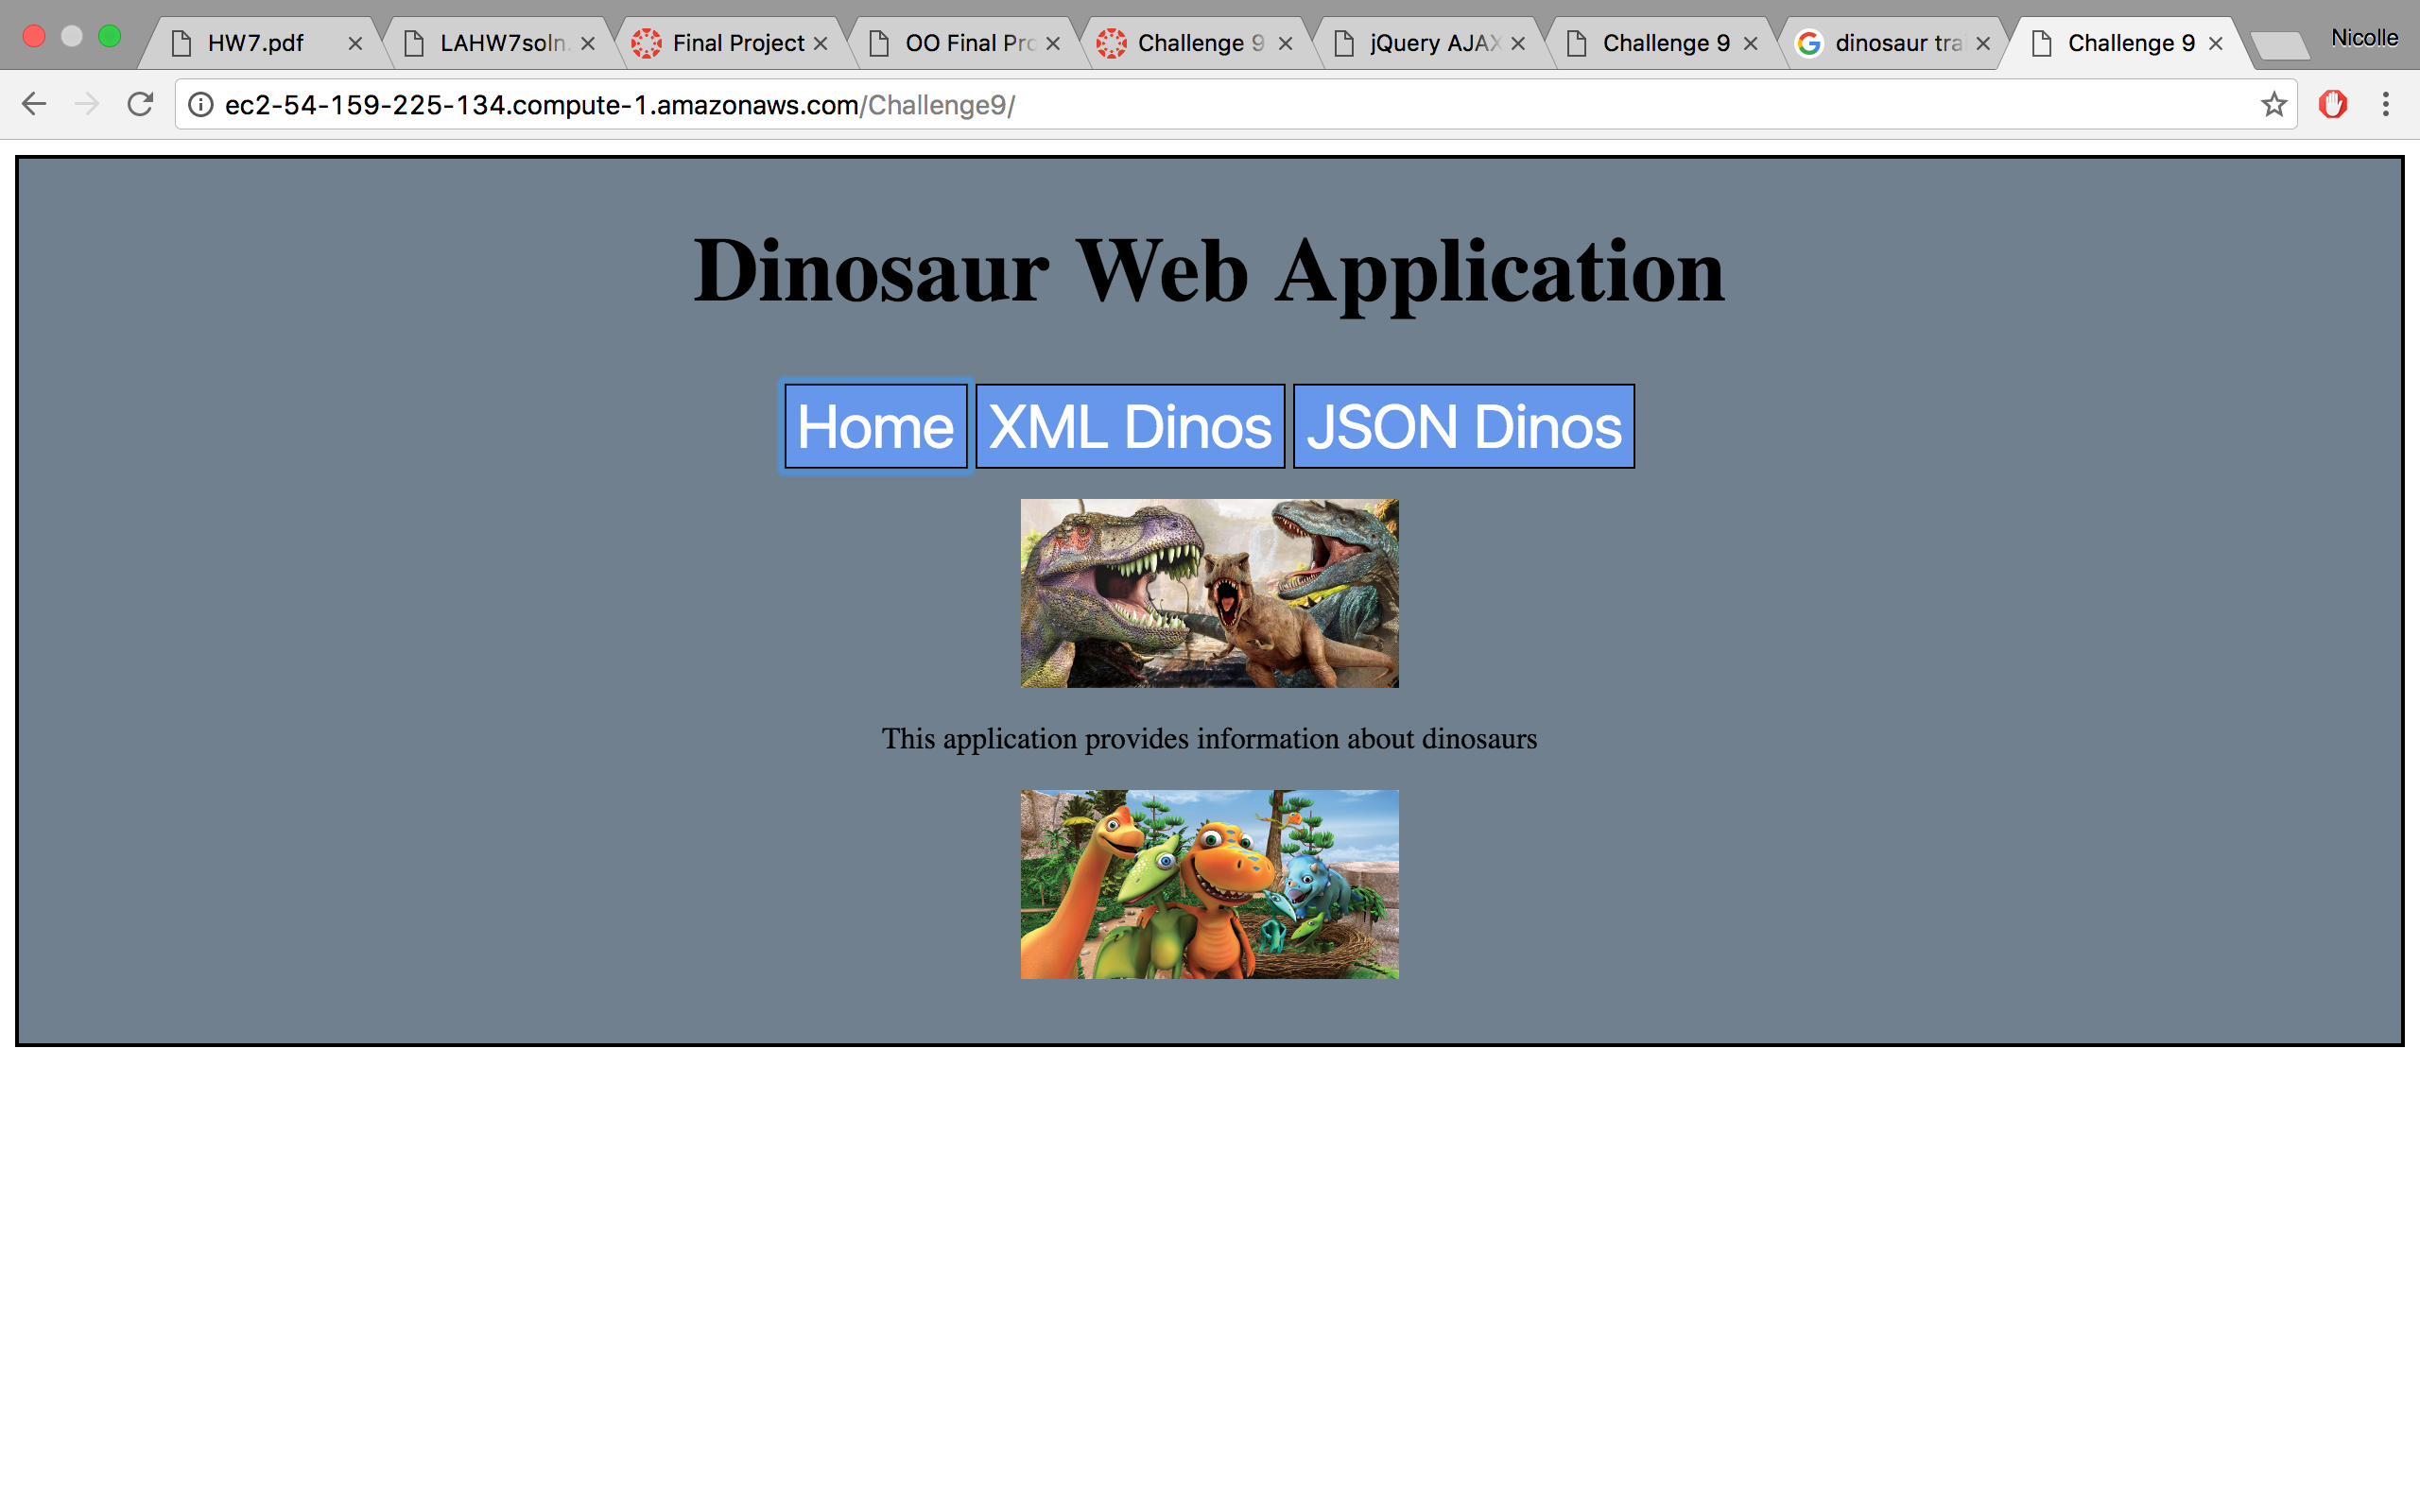 HW7.pdf
LAHW7soln.
Final Project
OO Final Pro
Challenge 9
jQuery AJAX
Challenge 9
dinosaur tra
Challenge 9
Nicolle
ec2-54-159-225-134.compute-1.amazonaws.com/Challenge9/
Dinosaur Web Application
Home XML Dinos JSON Dinos
This application provides information about dinosaurs